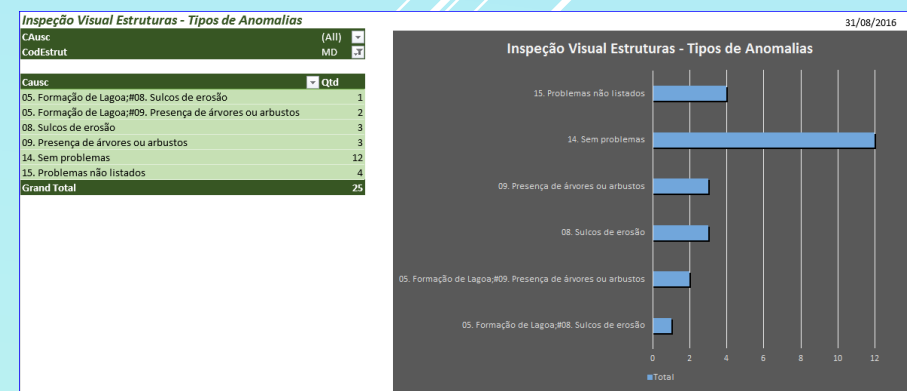 Inspeção Visual Estruturas - Tipos de Anomalias
31/08/2016
CAusc (All)
CodEstrut MD
Causc Qtd
05. Formação de Lagoa;#08. Sulcos de erosão 1
05. Formação de Lagoa;#09. Presença de árvores ou arbustos 2
08. Sulcos de erosão 3
09. Presença de árvores ou arbustos 3
14. Sem problemas 12
15. Problemas não listados 4
Grand Total 25
Inspeção Visual Estruturas - Tipos de Anomalias
15. Problemas não listados
14. Sem problemas
09. Presença de árvores ou arbustos
08. Sulcos de erosão
05. Formação de Lagoa;#09. Presença de árvores ou arbustos
05. Formação de Lagoa;#08. Sulcos de erosão
0 2 4 6 8 10 12
Total